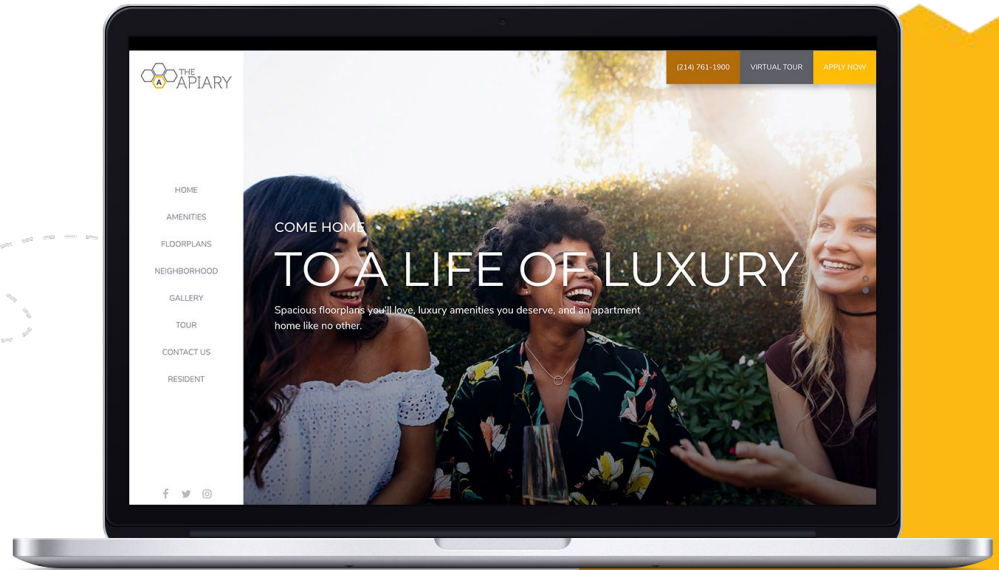 THE
APIARY
A
(214) 761-1900
VIRTUAL TOUR
APPLY NOW
HOME
AMENITIES
FLOORPLANS
NEIGHBORHOOD
GALLERY
TOUR
CONTACT US
RESIDENT
COME HOME
TO A LIFE OF LUXURY
Spacious floorplans you'll love, luxury amenities you deserve, and an apartment
home like no other.